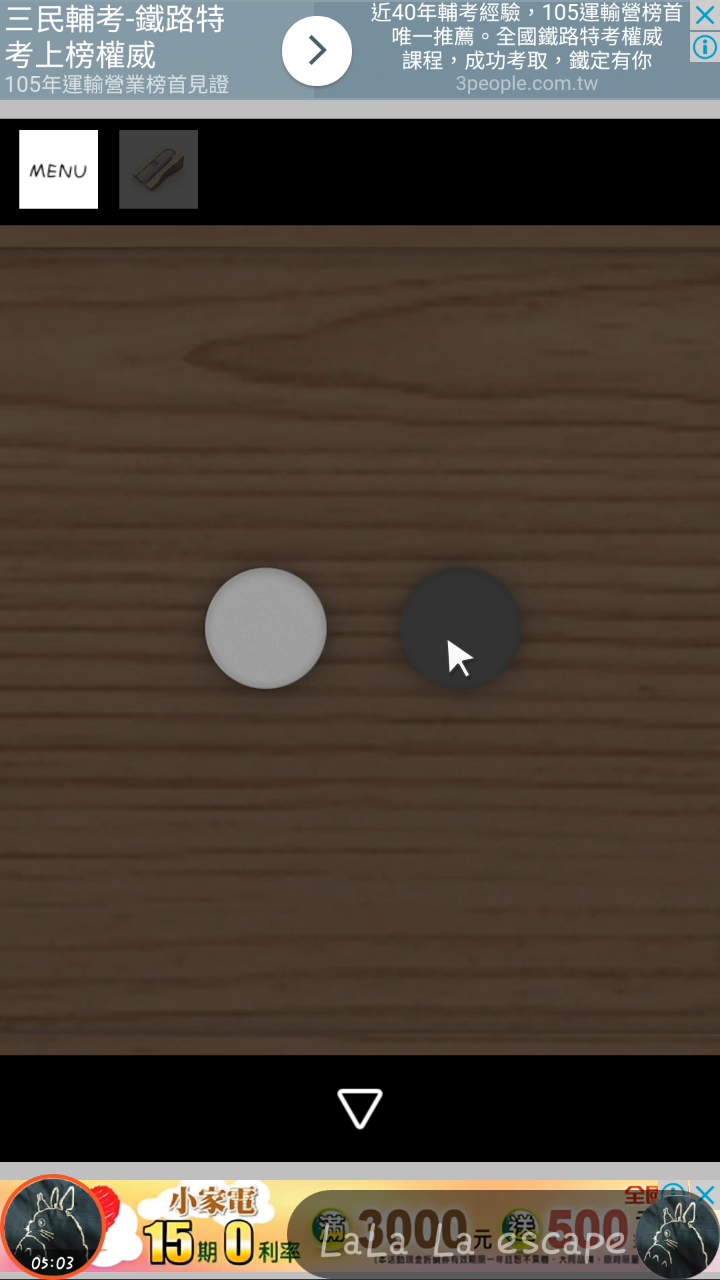 三民輔考-鐵路特
考上榜權威
105年運輸營業榜首見證
近40年輔考經驗，105運輸營榜首
唯一推薦。全國鐵路特考權威
課程，成功考取，鐵定有你
3people.com.tw
MENU
小家電
15期0利率
滿3000元送500
LaLa La escape
05:03